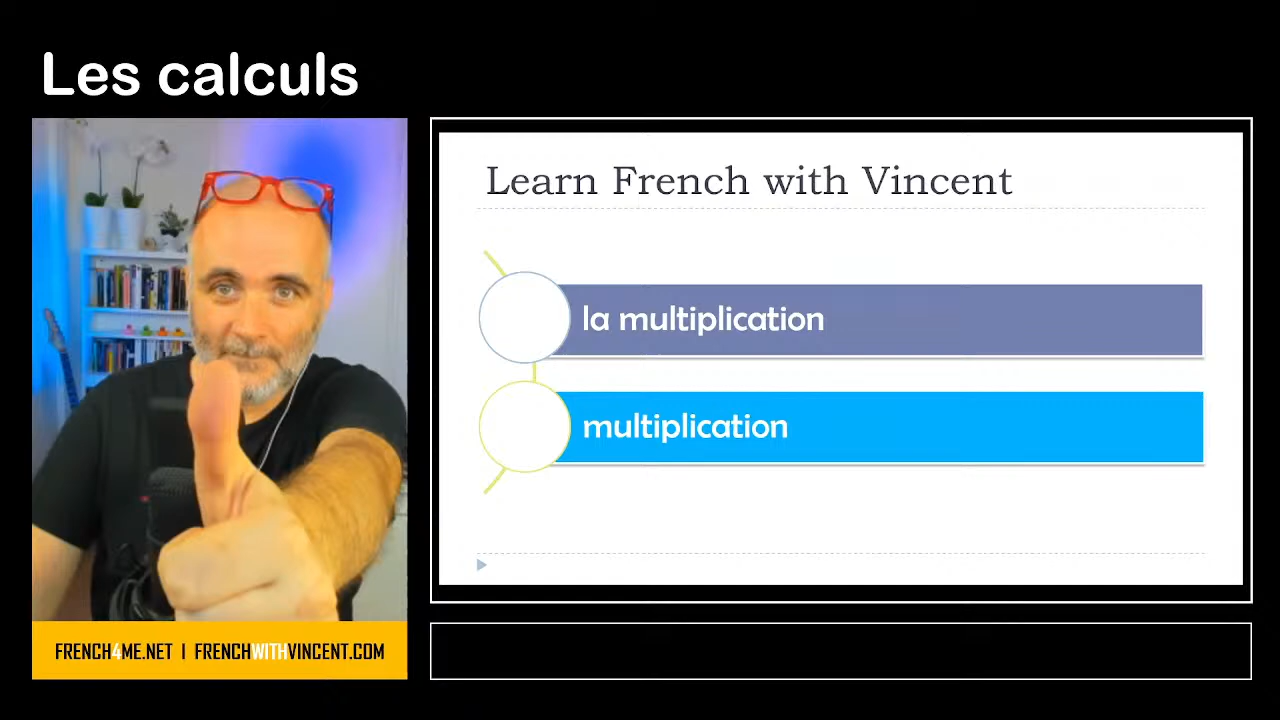 Les calculs
Learn French with Vincent
la multiplication
multiplication
FRENCH4ME.NET | FRENCHWITHVINCENT.COM